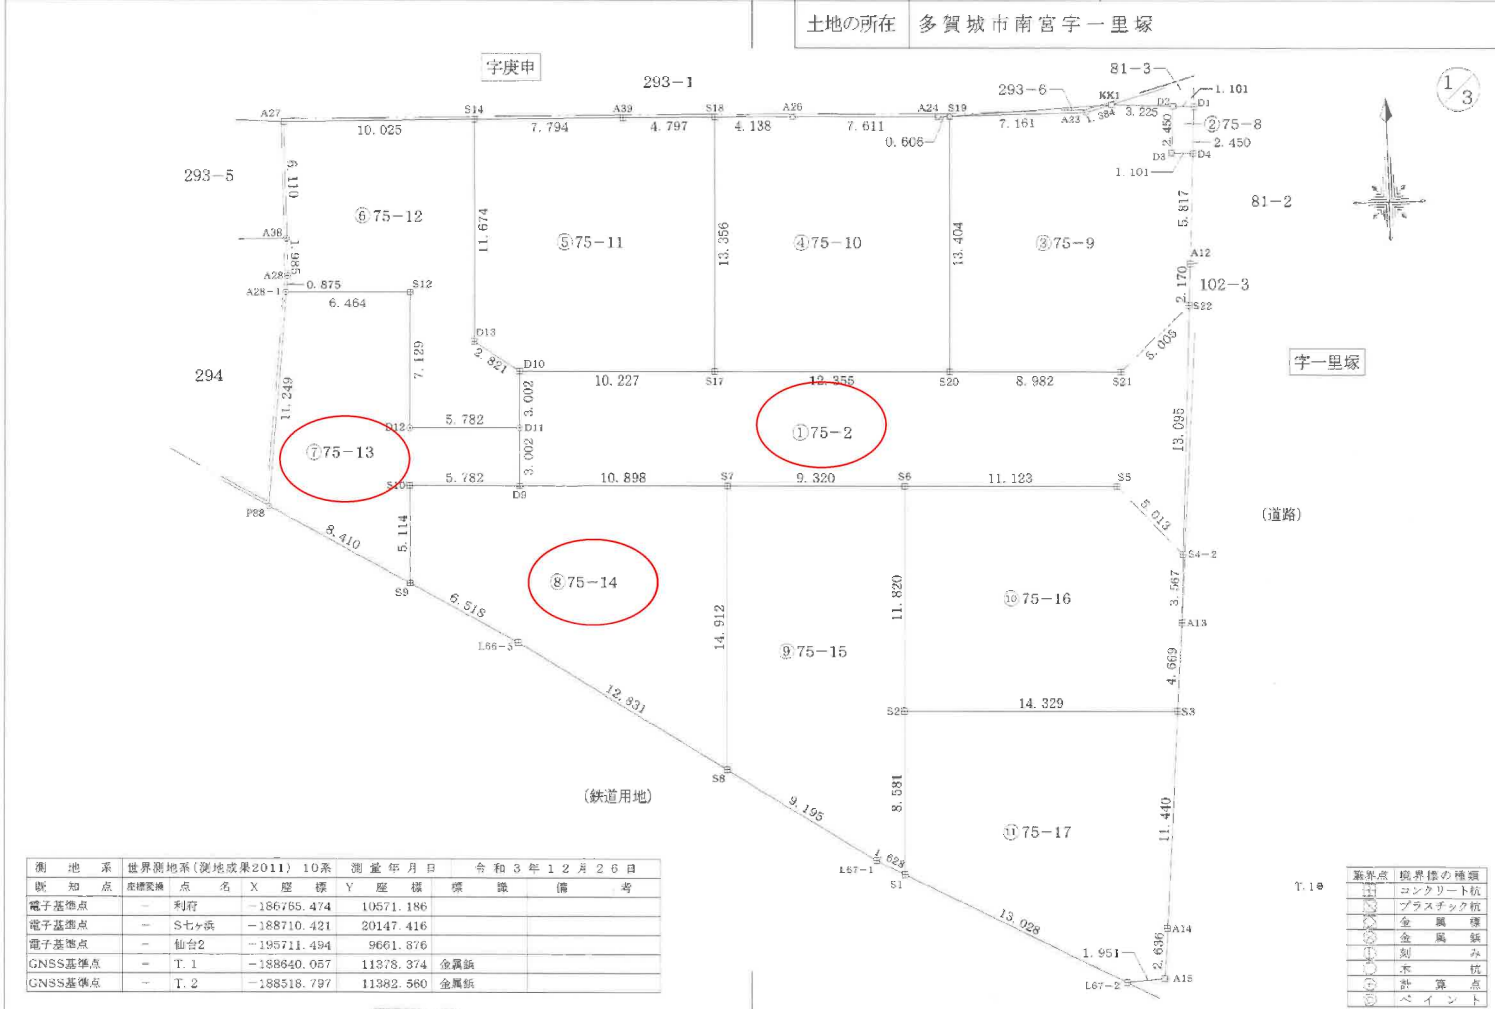 土地の所在 多賀城市南宮字一里塚
字庚申
293-1
81-3
1/3
293-6
KK1
D2
D1
1.101
A27
S14
A39
S18
A26
A24
S19
A23
1.384
3.225
10.025
7.794
4.797
4.138
7.611
0.606
7.161
2.450
②75-8
2.450
D3
D4
1.101
293-5
6.110
⑥75-12
11.674
⑤75-11
13.356
④75-10
13.404
③75-9
5.817
81-2
A38
1.985
A28
0.875
A28-1
6.464
S12
A12
2.170
102-3
S22
D13
2.821
D10
7.129
5.005
字一里塚
294
11.249
10.227
S17
12.355
S20
8.982
S21
3.002
D12
5.782
D11
①75-2
13.095
⑦75-13
3.002
S10
5.782
D9
10.898
S7
9.320
S6
11.123
S5
P88
8.410
5.114
5.013
(道路)
S4-2
S9
⑧75-14
6.518
L66-3
14.912
11.820
⑩75-16
3.567
A13
⑨75-15
4.669
12.831
S2
14.329
S3
S8
(鉄道用地)
9.195
8.581
⑪75-17
11.440
1.628
L67-1
S1
13.028
T.1
A14
2.636
1.951
L67-2
A15
測地系 世界測地系(測地成果2011) 10系 測量年月日 令和3年12月26日
既知点 座標変換 点名 X座標 Y座標 標識 備考
電子基準点 - 利府 -186765.474 10571.186
電子基準点 - S七ヶ浜 -188710.421 20147.416
電子基準点 - 仙台2 -195711.494 9661.876
GNSS基準点 - T.1 -188640.057 11378.374 金属鋲
GNSS基準点 - T.2 -188518.797 11382.560 金属鋲
境界標の種類
コンクリート杭
プラスチック杭
金属標
金属鋲
刻み
木杭
計算点
ペイント